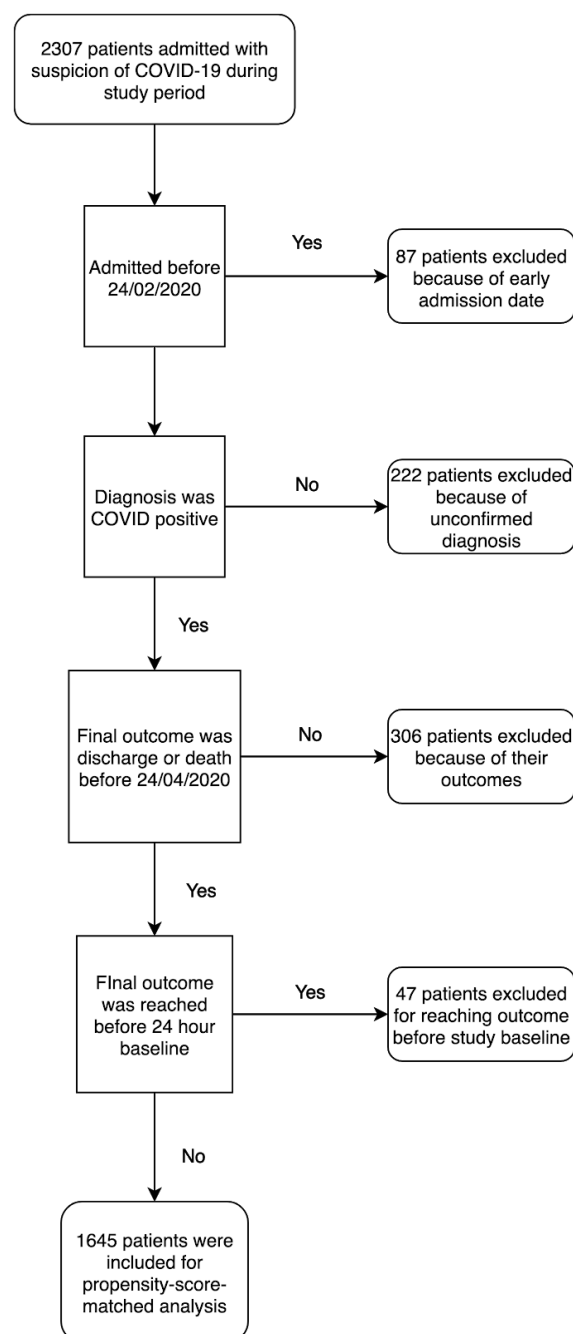 2307 patients admitted with
suspicion of COVID-19 during
study period
Yes
Admitted before
24/02/2020
87 patients excluded
because of early
admission date
Diagnosis was
COVID positive
No
222 patients excluded
because of
unconfirmed
diagnosis
Yes
Final outcome was
discharge or death
before 24/04/2020
No
306 patients excluded
because of their
outcomes
Yes
FInal outcome
was reached
before 24 hour
baseline
Yes
47 patients excluded
for reaching outcome
before study baseline
No
1645 patients were
included for
propensity-score-
matched analysis